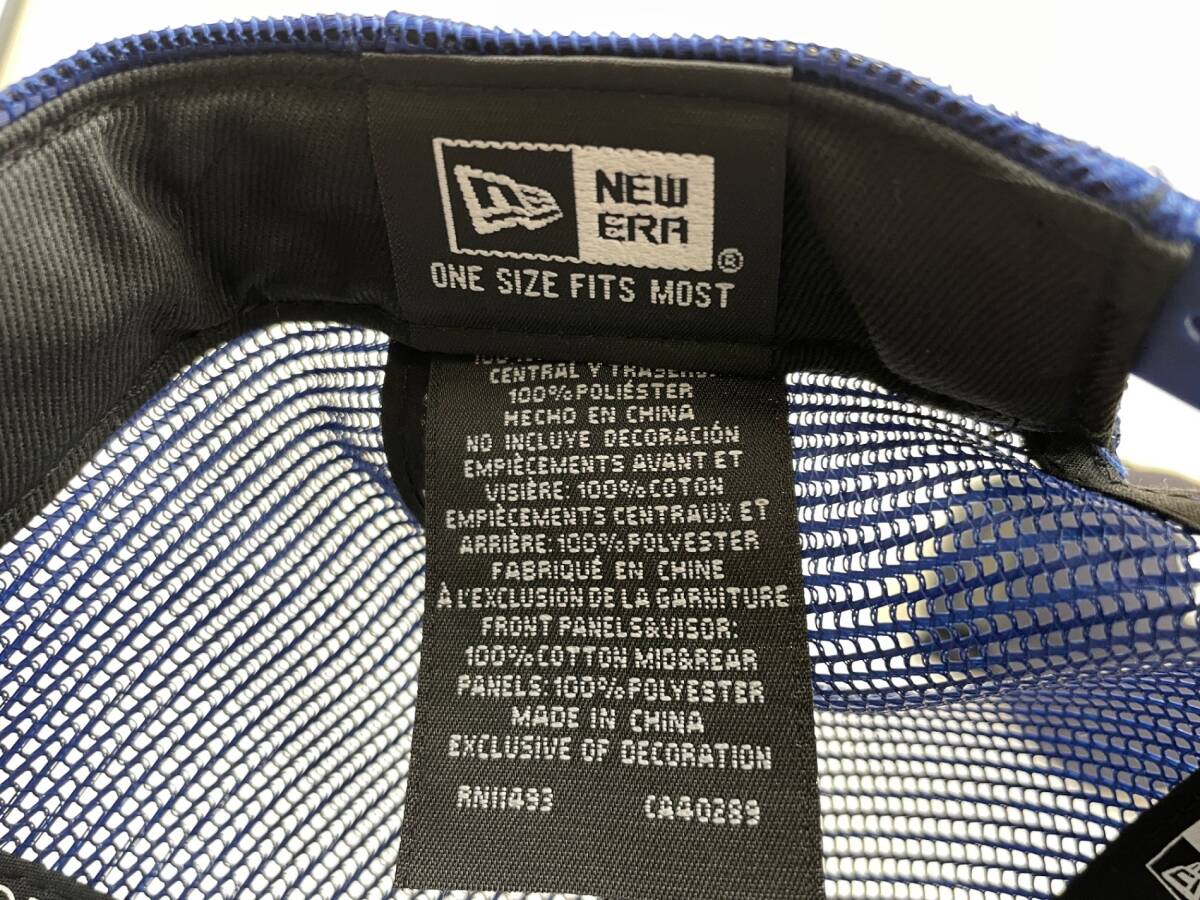 NEW
ERA
®
ONE SIZE FITS MOST
CENTRAL Y
100% POLIÉSTER
HECHO EN CHINA
NO INCLUYE DECORACIÓN
EMPIÈCEMENTS AVANT ET
VISIÈRE: 100% COTON
EMPIÈCEMENTS CENTRAUX ET
ARRIÈRE: 100% POLYESTER
FABRIQUÉ EN CHINE
À L'EXCLUSION DE LA GARNITURE
FRONT PANELS&VISOR:
100% COTTON MID&REAR
PANELS: 100% POLYESTER
MADE IN CHINA
EXCLUSIVE OF DECORATION
RN11493 CA40289